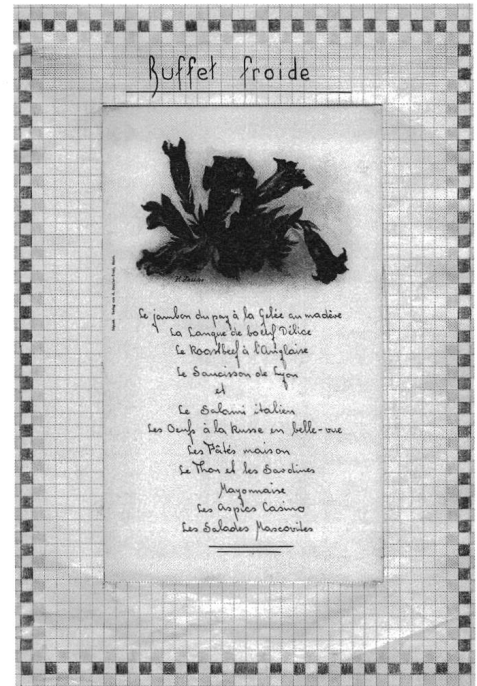 Buffet froide
Le jambon du pay à la Gelée au madère
La Langue de boeuf Délice
Le Roastbeef à l'Anglaise
Le Saucisson de Lyon
et
Le Salami italien
Les Oeufs à la Russe en belle-vue
Les Pâtés maison
Le Thon et les Sardines
Mayonnaise
Les Aspics Casino
Les Salades Moscovites